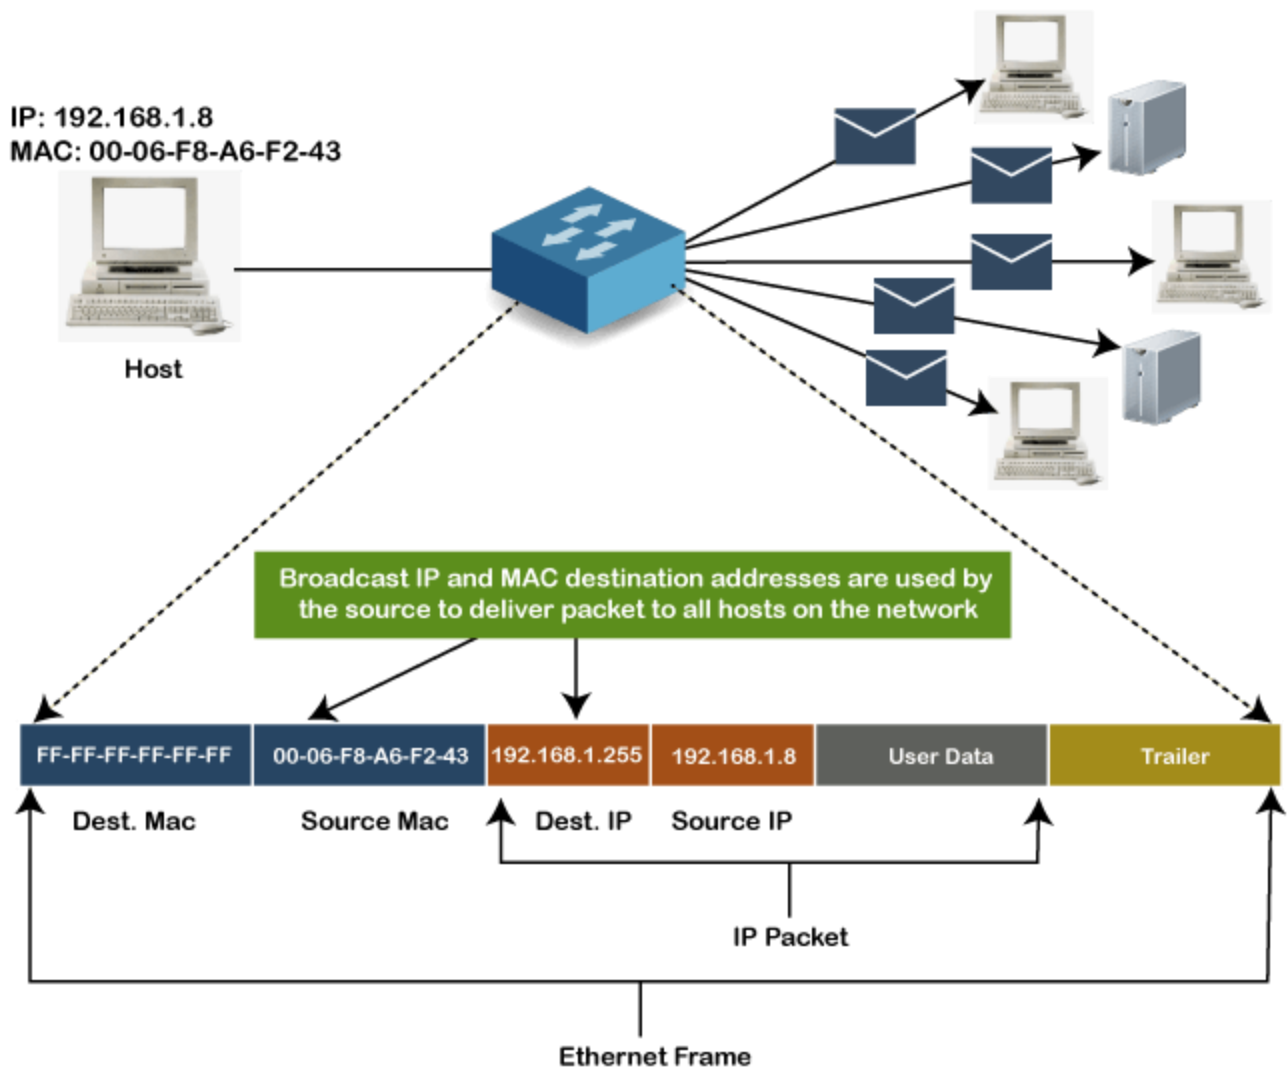 IP: 192.168.1.8
MAC: 00-06-F8-A6-F2-43
Host
Broadcast IP and MAC destination addresses are used by
the source to deliver packet to all hosts on the network
FF-FF-FF-FF-FF-FF
00-06-F8-A6-F2-43
192.168.1.255
192.168.1.8
User Data
Trailer
Dest. Mac
Source Mac
Dest. IP
Source IP
IP Packet
Ethernet Frame